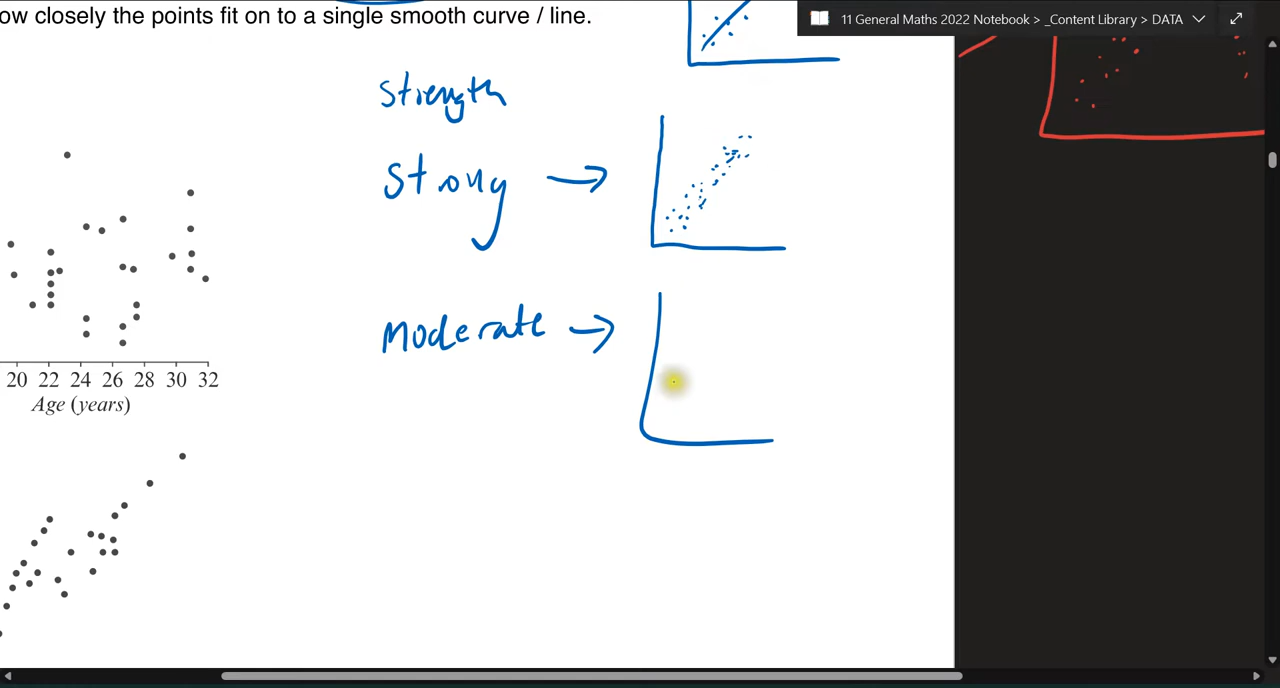 ow closely the points fit on to a single smooth curve / line.
11 General Maths 2022 Notebook > _Content Library > DATA
Strength
Strong →
Moderate →
20 22 24 26 28 30 32
Age (years)